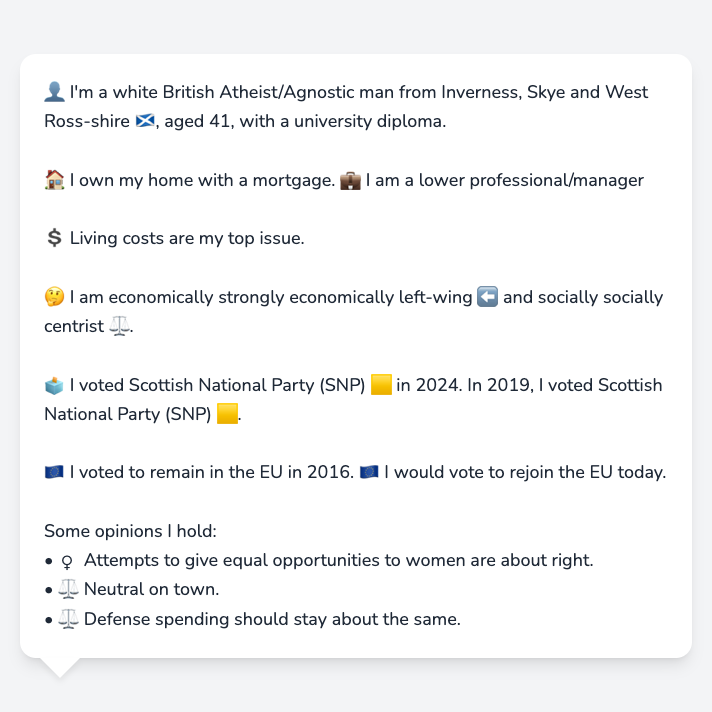 👤 I'm a white British Atheist/Agnostic man from Inverness, Skye and West
Ross-shire 🏴󠁧󠁢󠁳󠁣󠁴󠁿, aged 41, with a university diploma.
🏠 I own my home with a mortgage. 💼 I am a lower professional/manager
💲 Living costs are my top issue.
🤔 I am economically strongly economically left-wing ⬅️ and socially socially
centrist ⚖️.
🗳️ I voted Scottish National Party (SNP) 🟨 in 2024. In 2019, I voted Scottish
National Party (SNP) 🟨.
🇪🇺 I voted to remain in the EU in 2016. 🇪🇺 I would vote to rejoin the EU today.
Some opinions I hold:
• ♀ Attempts to give equal opportunities to women are about right.
• ⚖️ Neutral on town.
• ⚖️ Defense spending should stay about the same.